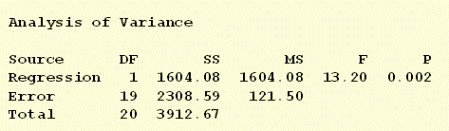 Analysis of Variance
Source DF SS MS F P
Regression 1 1604.08 1604.08 13.20 0.002
Error 19 2308.59 121.50
Total 20 3912.67